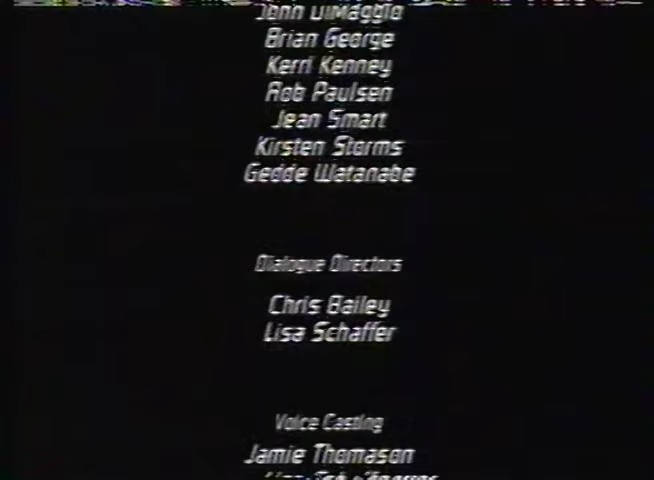 John DiMaggio
Brian George
Kerri Kenney
Rob Paulsen
Jean Smart
Kirsten Storms
Gedde Watanabe
Dialogue Directors
Chris Bailey
Lisa Schaffer
Voice Casting
Jamie Thomason